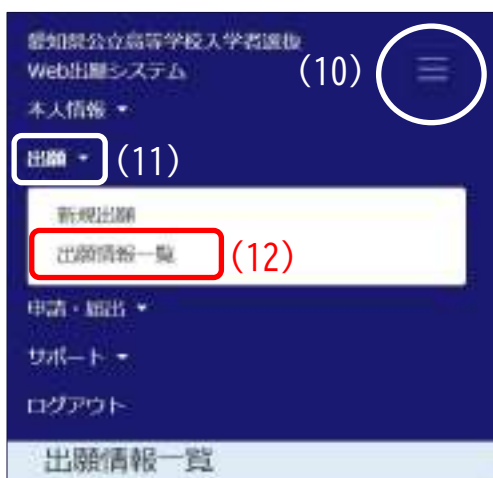 愛知県公立高等学校入学者選抜
Web出願システム
(10)
本人情報
出願
(11)
新規出願
出願情報一覧
(12)
申請・届出
サポート
ログアウト
出願情報一覧